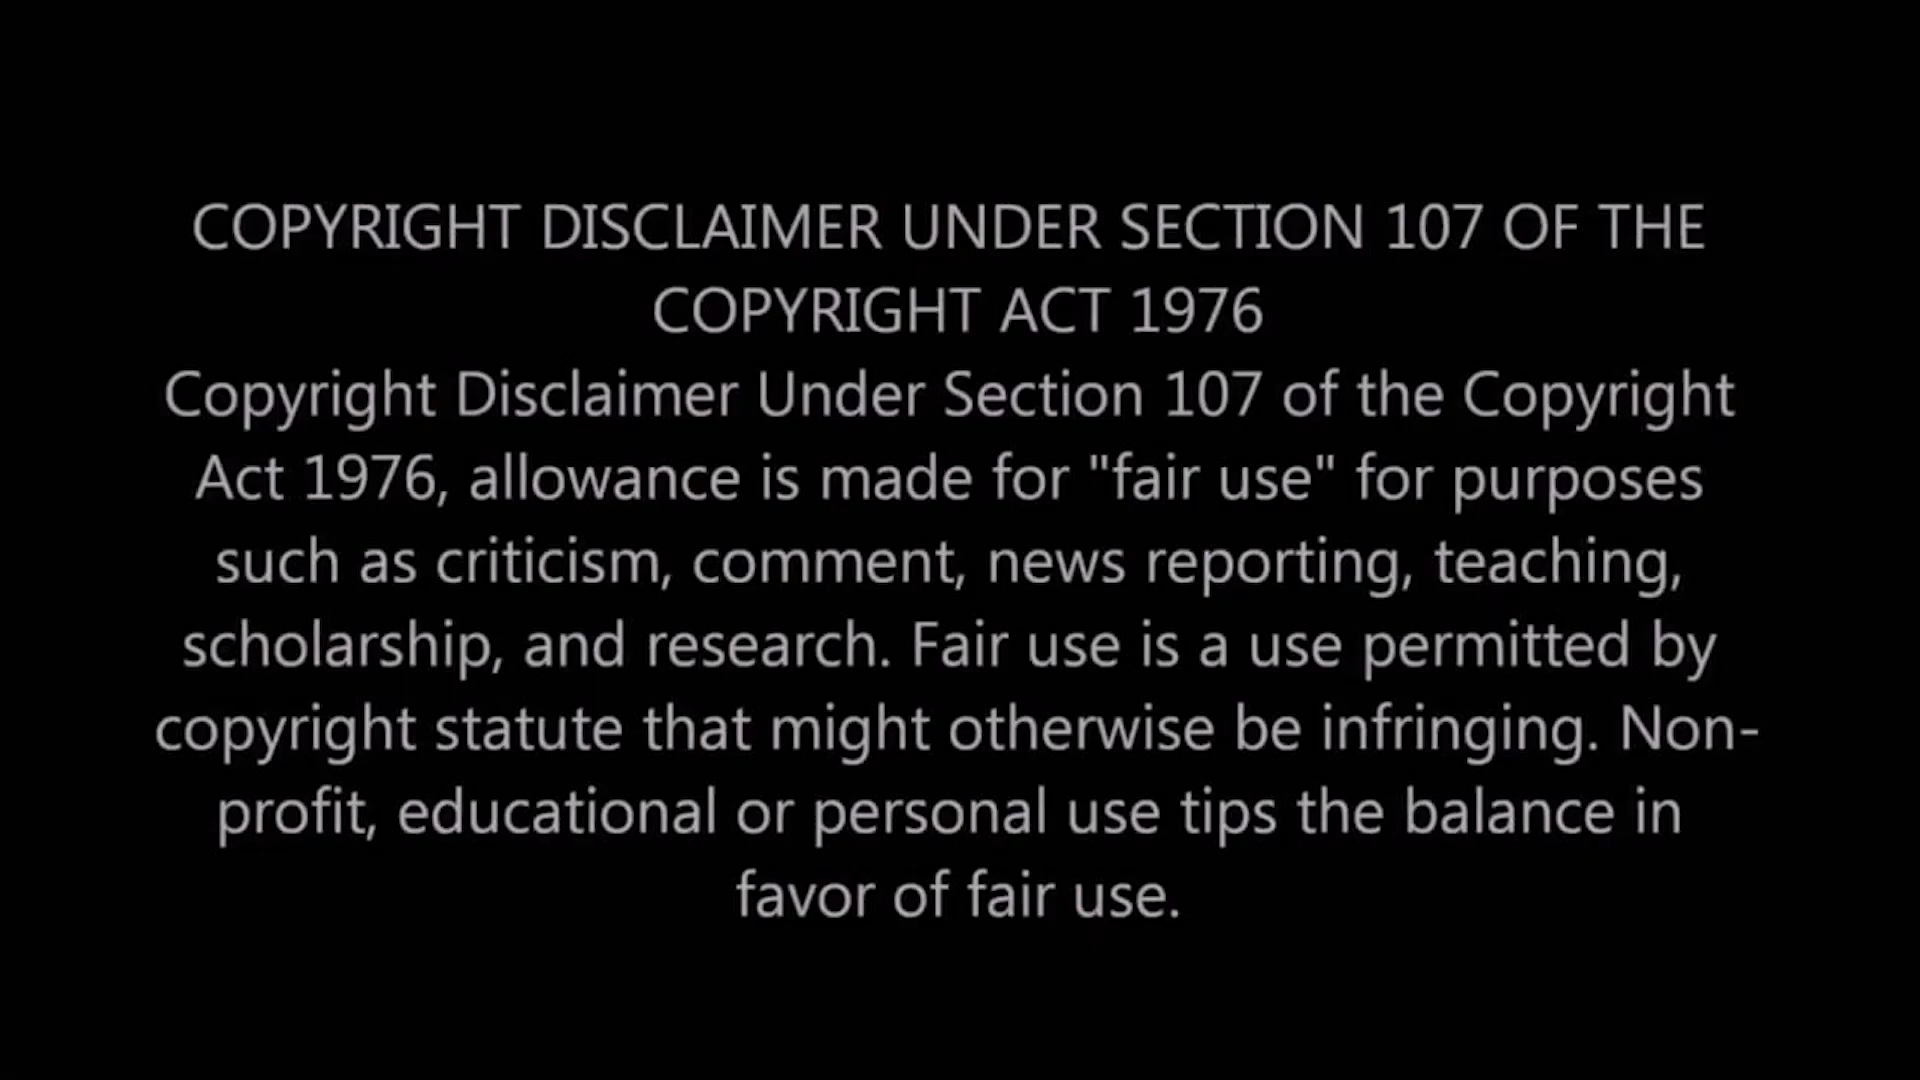 COPYRIGHT DISCLAIMER UNDER SECTION 107 OF THE
COPYRIGHT ACT 1976
Copyright Disclaimer Under Section 107 of the Copyright
Act 1976, allowance is made for "fair use" for purposes
such as criticism, comment, news reporting, teaching,
scholarship, and research. Fair use is a use permitted by
copyright statute that might otherwise be infringing. Non-
profit, educational or personal use tips the balance in
favor of fair use.